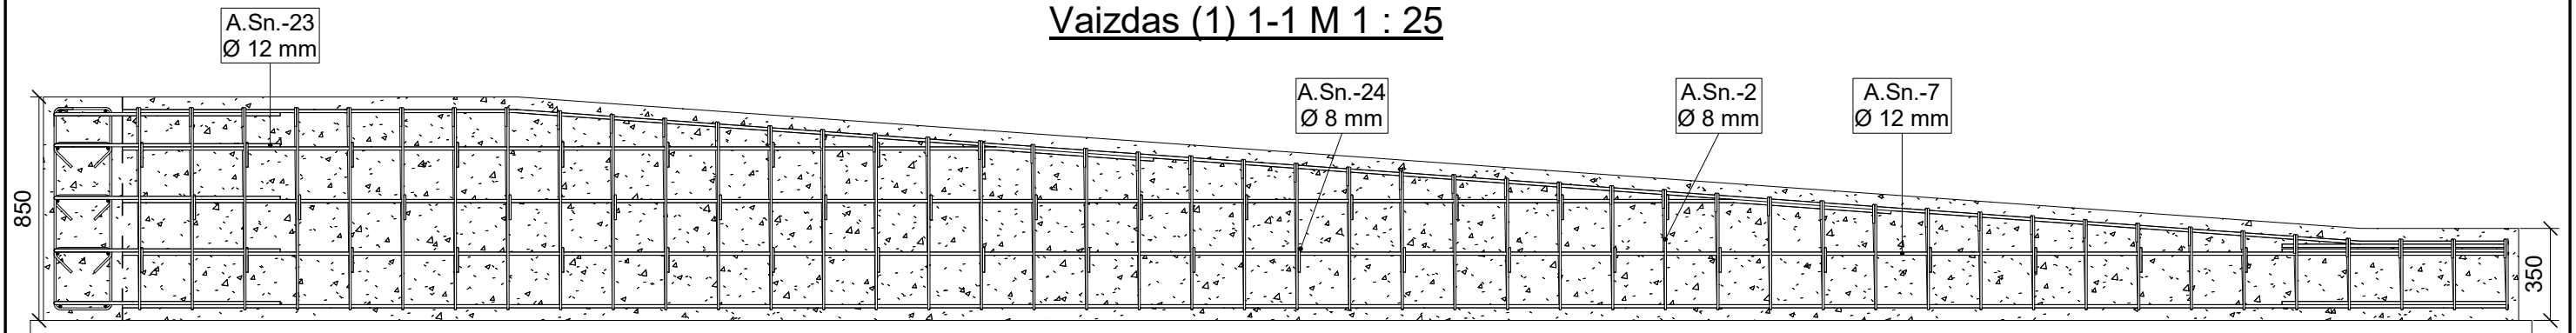 Vaizdas (1) 1-1 M 1 : 25
A.Sn.-23
Ø 12 mm
A.Sn.-24
Ø 8 mm
A.Sn.-2
Ø 8 mm
A.Sn.-7
Ø 12 mm
850
350